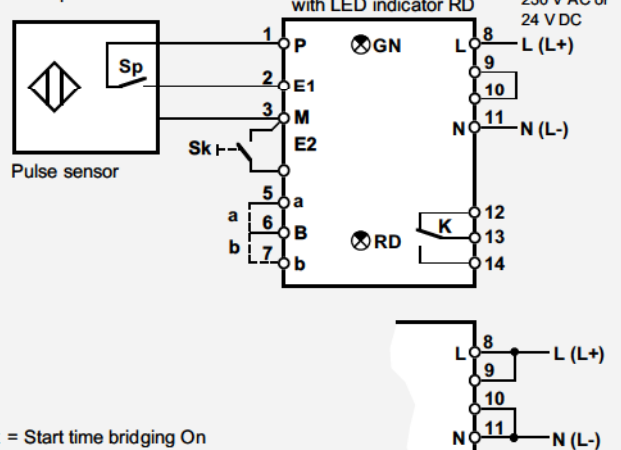 with LED indicator RD
230 V AC or
24 V DC
1 P GN L 8 L (L+)
Sp 9
2 E1 10
3 M N 11 N (L-)
Sk E2
Pulse sensor
5 a 12
a 6 B RD K 13
b 7 b 14
L 8 L (L+)
9
10
= Start time bridging On N 11 N (L-)